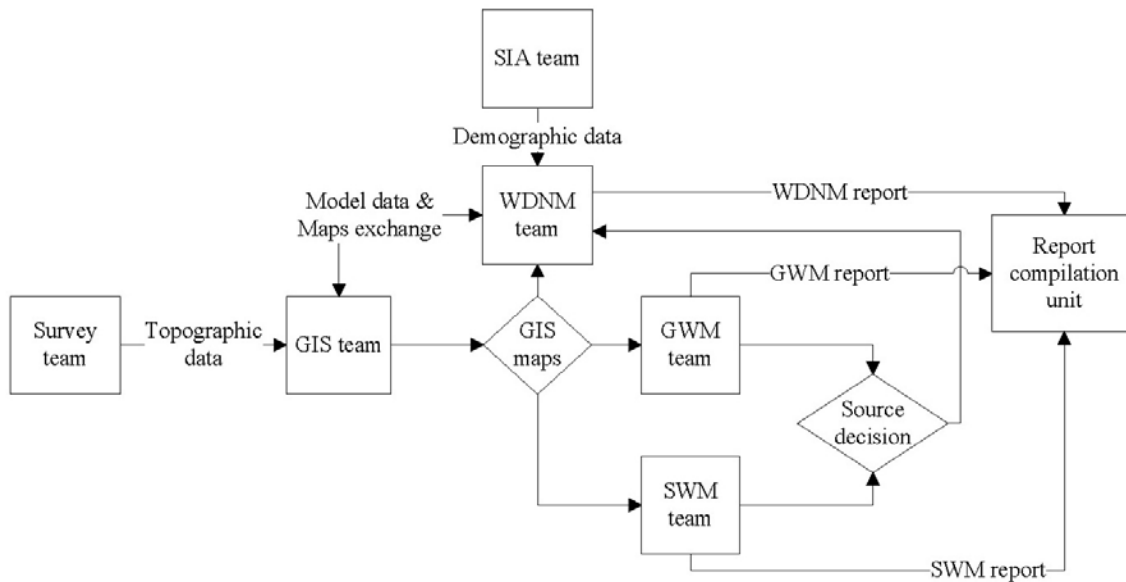 SIA team
Demographic data
Model data &
Maps exchange
WDNM
team
WDNM report
Report
compilation
unit
GWM report
Survey
team
Topographic
data
GIS team
GIS
maps
GWM
team
Source
decision
SWM
team
SWM report